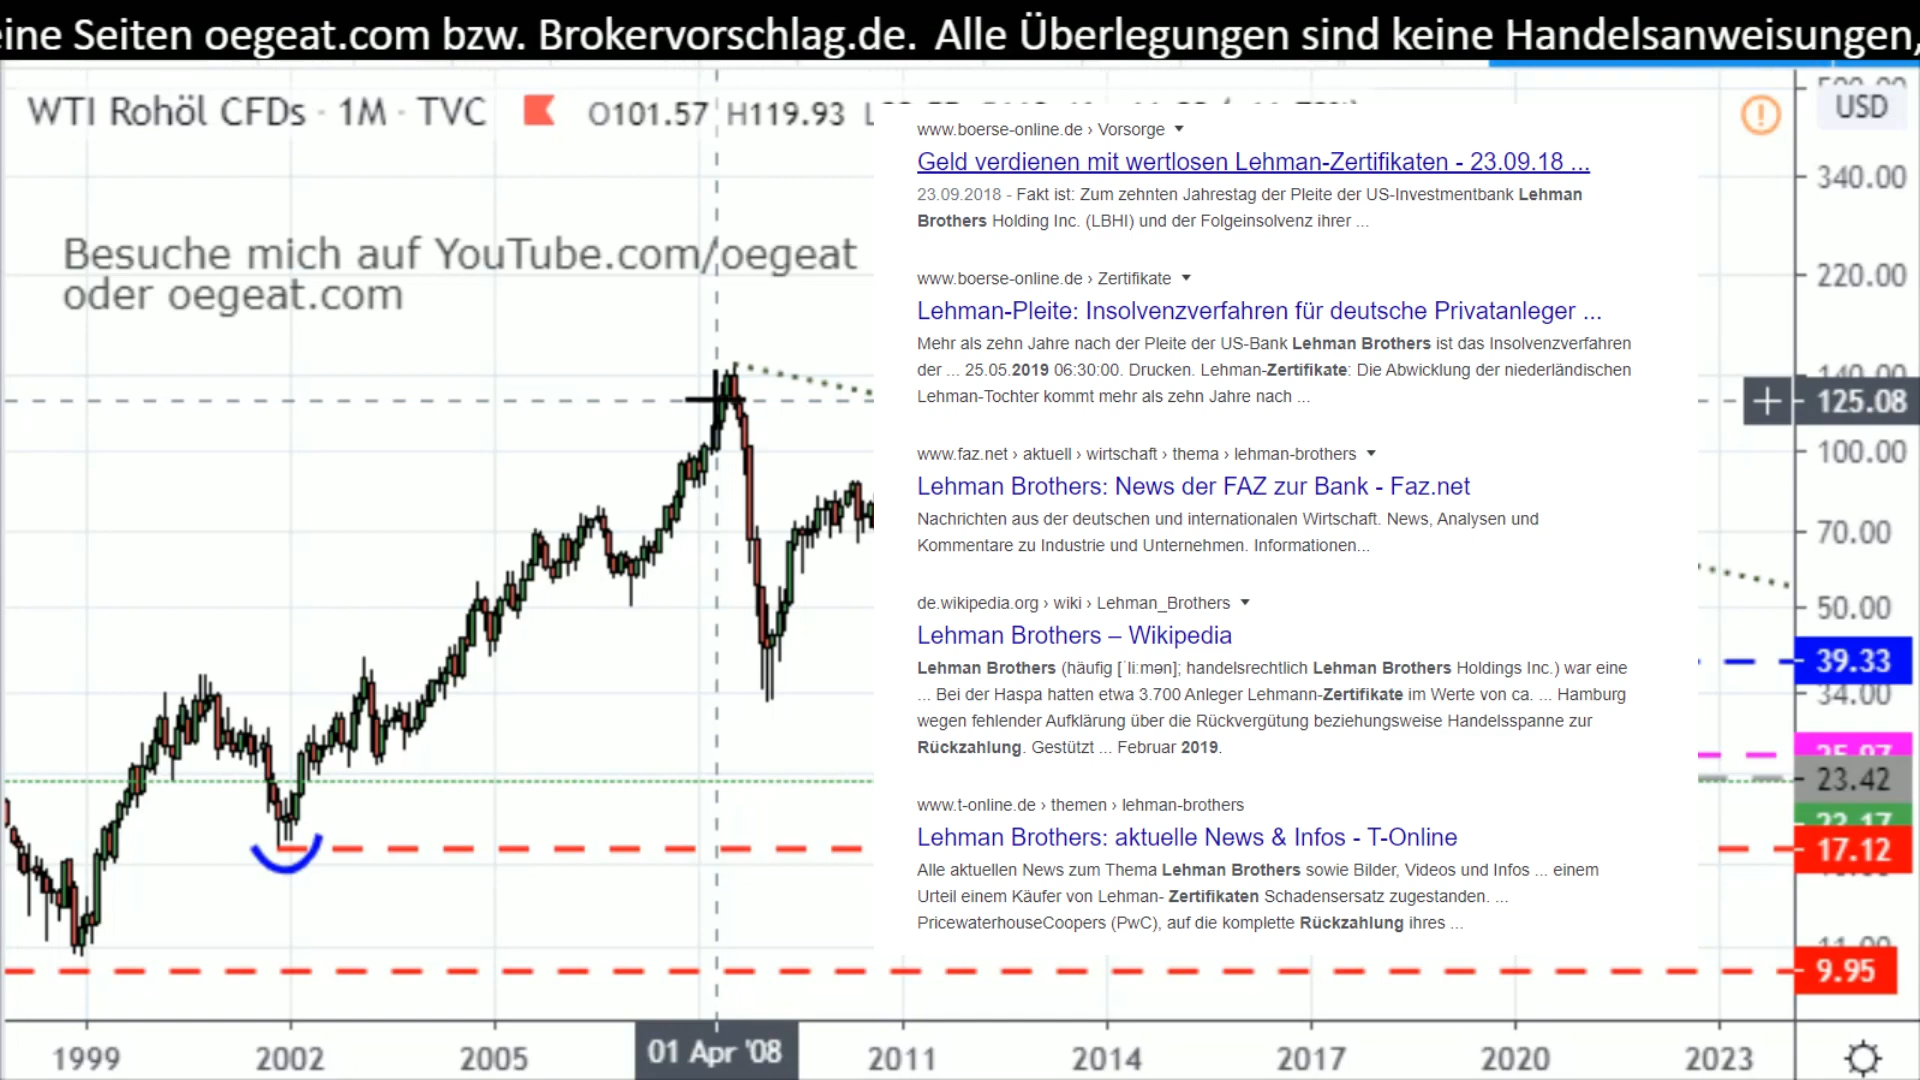 eine Seiten oegeat.com bzw. Brokervorschlag.de. Alle Überlegungen sind keine Handelsanweisungen,
WTI Rohöl CFDs · 1M · TVC O101.57 H119.93
USD
www.boerse-online.de › Vorsorge
Geld verdienen mit wertlosen Lehman-Zertifikaten - 23.09.18 ...
23.09.2018 - Fakt ist: Zum zehnten Jahrestag der Pleite der US-Investmentbank Lehman
Brothers Holding Inc. (LBHI) und der Folgeinsolvenz ihrer ...
Besuche mich auf YouTube.com/oegeat
oder oegeat.com
www.boerse-online.de › Zertifikate
Lehman-Pleite: Insolvenzverfahren für deutsche Privatanleger ...
Mehr als zehn Jahre nach der Pleite der US-Bank Lehman Brothers ist das Insolvenzverfahren
der ... 25.05.2019 06:30:00. Drucken. Lehman-Zertifikate: Die Abwicklung der niederländischen
Lehman-Tochter kommt mehr als zehn Jahre nach ...
www.faz.net › aktuell › wirtschaft › thema › lehman-brothers
Lehman Brothers: News der FAZ zur Bank - Faz.net
Nachrichten aus der deutschen und internationalen Wirtschaft. News, Analysen und
Kommentare zu Industrie und Unternehmen. Informationen...
de.wikipedia.org › wiki › Lehman_Brothers
Lehman Brothers – Wikipedia
Lehman Brothers (häufig [ˈliːmən]; handelsrechtlich Lehman Brothers Holdings Inc.) war eine
... Bei der Haspa hatten etwa 3.700 Anleger Lehmann-Zertifikate im Werte von ca. ... Hamburg
wegen fehlender Aufklärung über die Rückvergütung beziehungsweise Handelsspanne zur
Rückzahlung. Gestützt ... Februar 2019.
www.t-online.de › themen › lehman-brothers
Lehman Brothers: aktuelle News & Infos - T-Online
Alle aktuellen News zum Thema Lehman Brothers sowie Bilder, Videos und Infos ... einem
Urteil einem Käufer von Lehman- Zertifikaten Schadensersatz zugestanden. ...
PricewaterhouseCoopers (PwC), auf die komplette Rückzahlung ihres ...
340.00
220.00
140.00
125.08
100.00
70.00
50.00
39.33
34.00
25.97
23.42
22.17
17.12
11.00
9.95
1999
2002
2005
01 Apr '08
2011
2014
2017
2020
2023